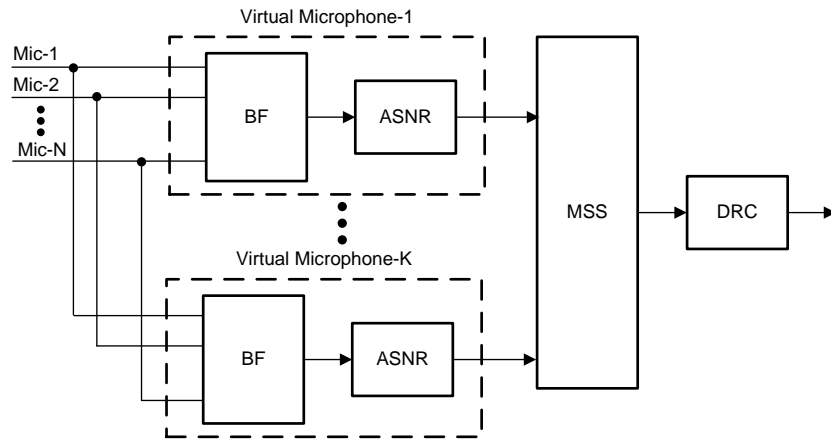 Virtual Microphone-1
Mic-1
Mic-2
Mic-N
BF
ASNR
MSS
DRC
Virtual Microphone-K
BF
ASNR